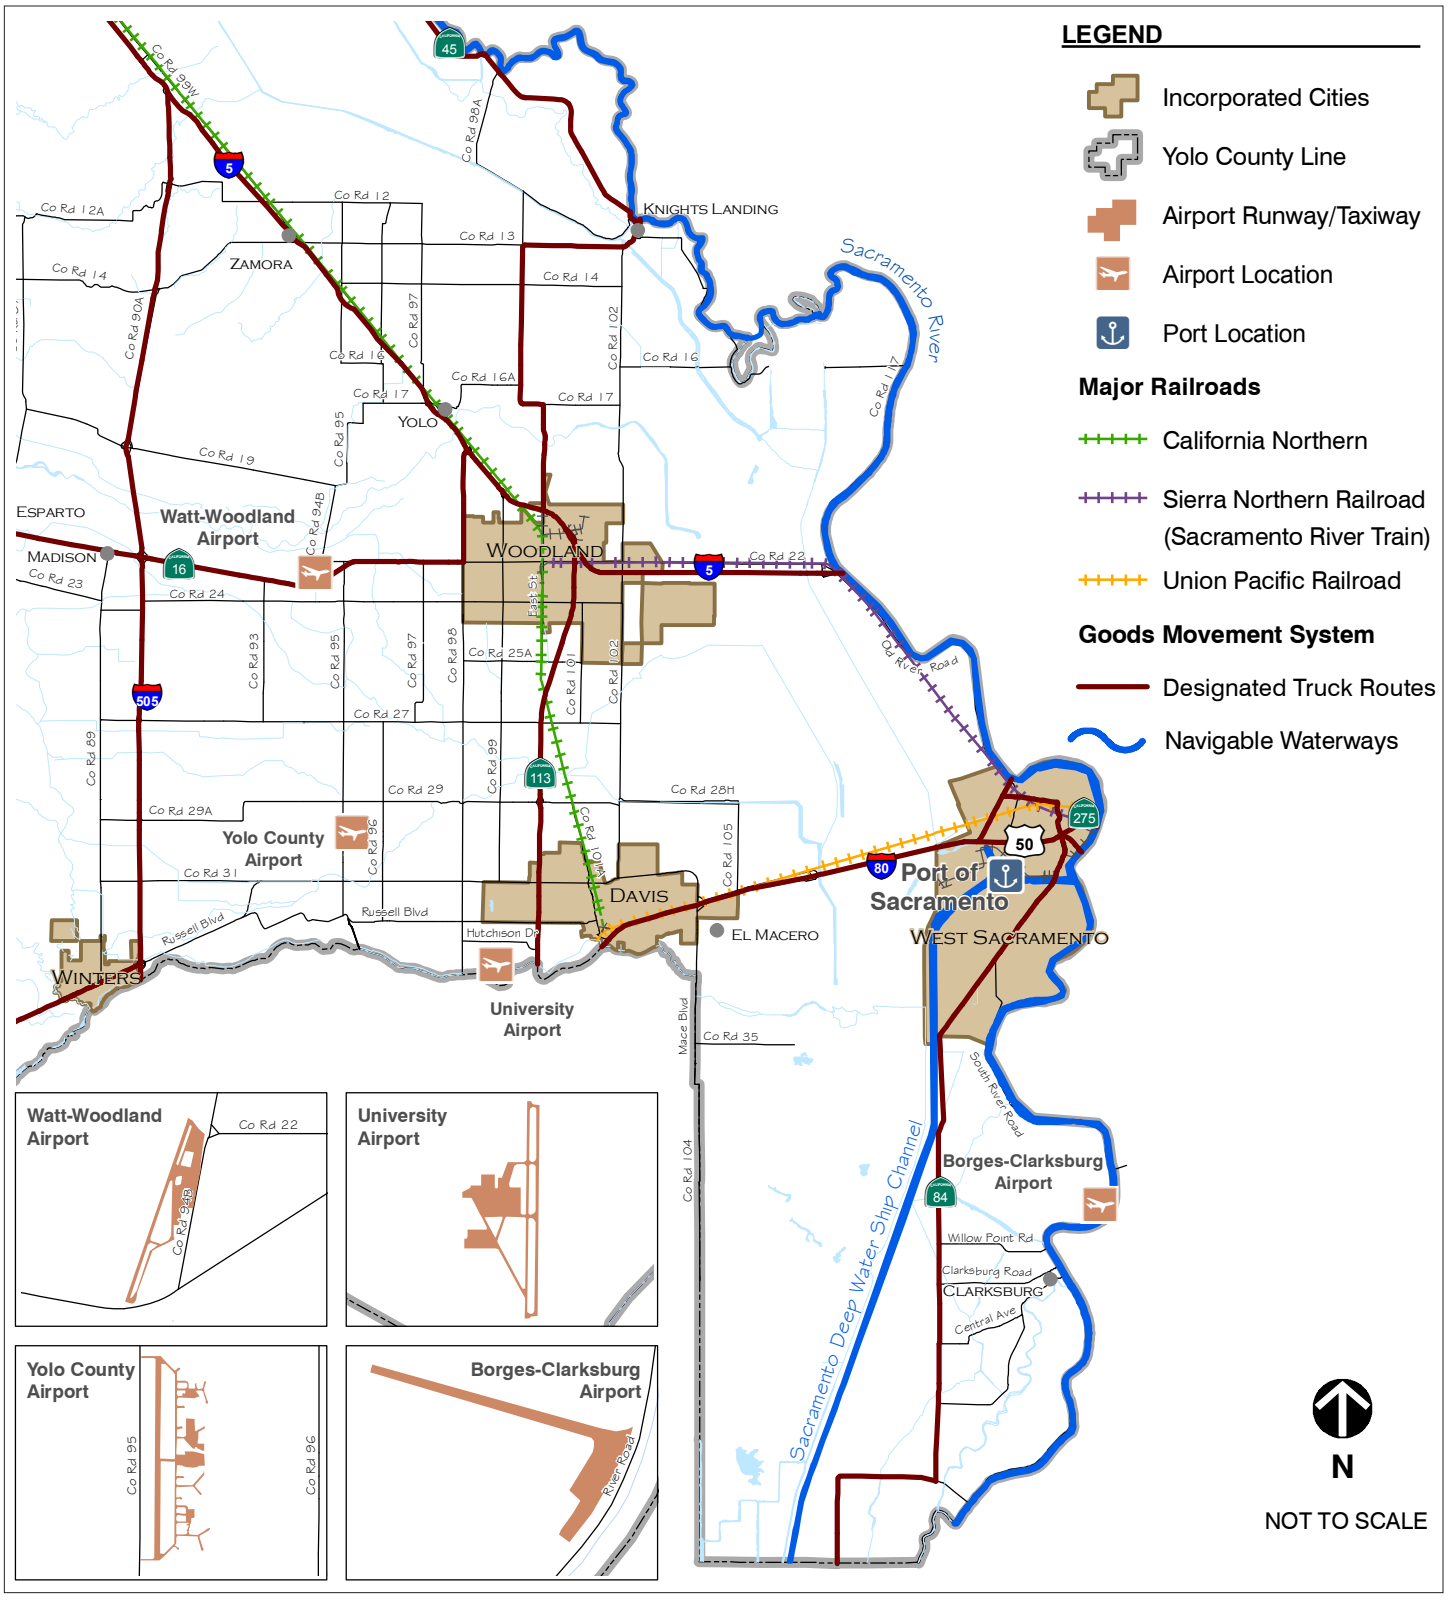 LEGEND
Incorporated Cities
Yolo County Line
Airport Runway/Taxiway
Airport Location
Port Location
Major Railroads
California Northern
Sierra Northern Railroad
(Sacramento River Train)
Union Pacific Railroad
Goods Movement System
Designated Truck Routes
Navigable Waterways
N
NOT TO SCALE
Co Rd 99W
CALIFORNIA
45
Co Rd 98A
5
Co Rd 12
Co Rd 12A
KNIGHTS LANDING
Co Rd 13
ZAMORA
Co Rd 14
Co Rd 14
Sacramento River
Co Rd 90A
Co Rd 97
Co Rd 102
Co Rd 16
Co Rd 16
Co Rd 16A
Co Rd 117
Co Rd 17
Co Rd 17
YOLO
Co Rd 95
Co Rd 19
Co Rd 94B
ESPARTO
Watt-Woodland
Airport
MADISON
CALIFORNIA
16
WOODLAND
Co Rd 22
5
Co Rd 23
Co Rd 24
East St
Co Rd 93
Co Rd 95
Co Rd 97
Co Rd 98
Co Rd 25A
Co Rd 101
Co Rd 102
Old River Road
505
Co Rd 27
Co Rd 89
Co Rd 99
CALIFORNIA
113
Co Rd 29
Co Rd 28H
Co Rd 29A
Yolo County
Airport
Co Rd 96
Co Rd 101A
Co Rd 105
CALIFORNIA
275
50
80
Port of
Sacramento
Co Rd 31
DAVIS
Russell Blvd
Russell Blvd
Hutchison Dr
EL MACERO
WEST SACRAMENTO
WINTERS
University
Airport
Mace Blvd
Co Rd 35
South River Road
Co Rd 104
Sacramento Deep Water Ship Channel
Borges-Clarksburg
Airport
CALIFORNIA
84
Willow Point Rd
Clarksburg Road
CLARKSBURG
Central Ave
Watt-Woodland
Airport
Co Rd 22
Co Rd 94B
University
Airport
Yolo County
Airport
Co Rd 95
Co Rd 96
Borges-Clarksburg
Airport
River Road